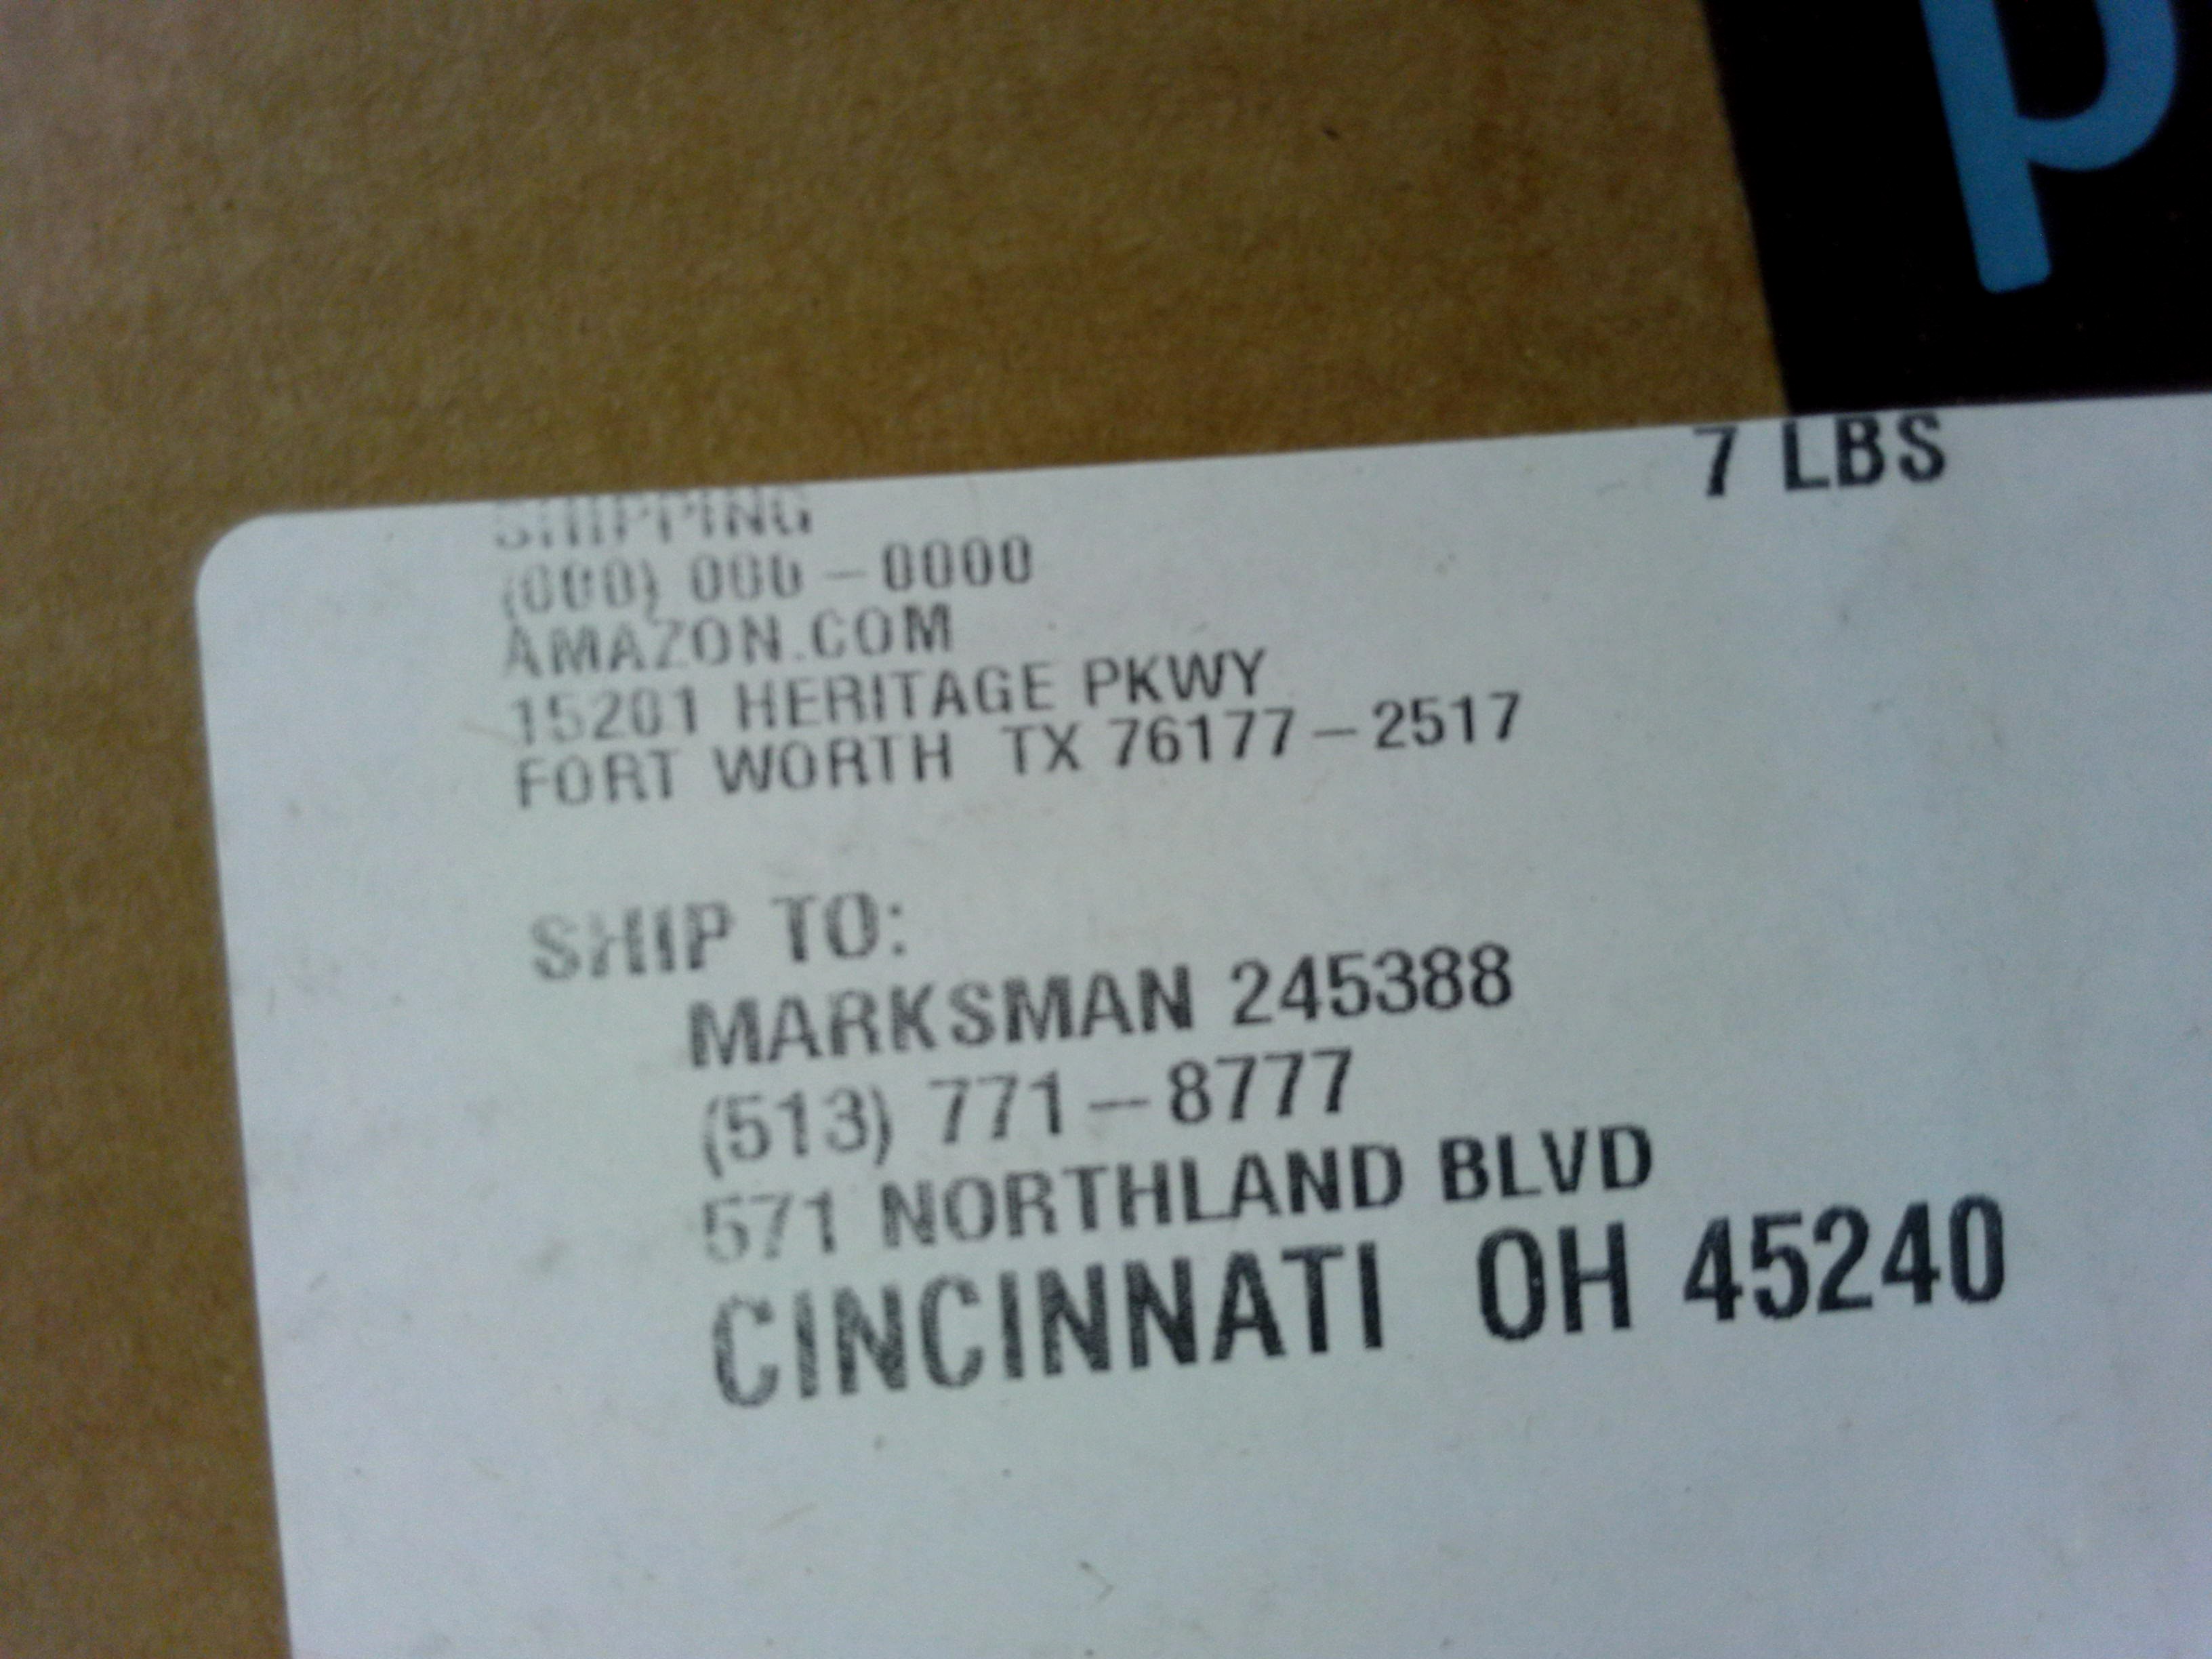 p
7 LBS
SHIPPING
(000) 000-0000
AMAZON.COM
15201 HERITAGE PKWY
FORT WORTH TX 76177-2517
SHIP TO:
MARKSMAN 245388
(513) 771-8777
571 NORTHLAND BLVD
CINCINNATI OH 45240